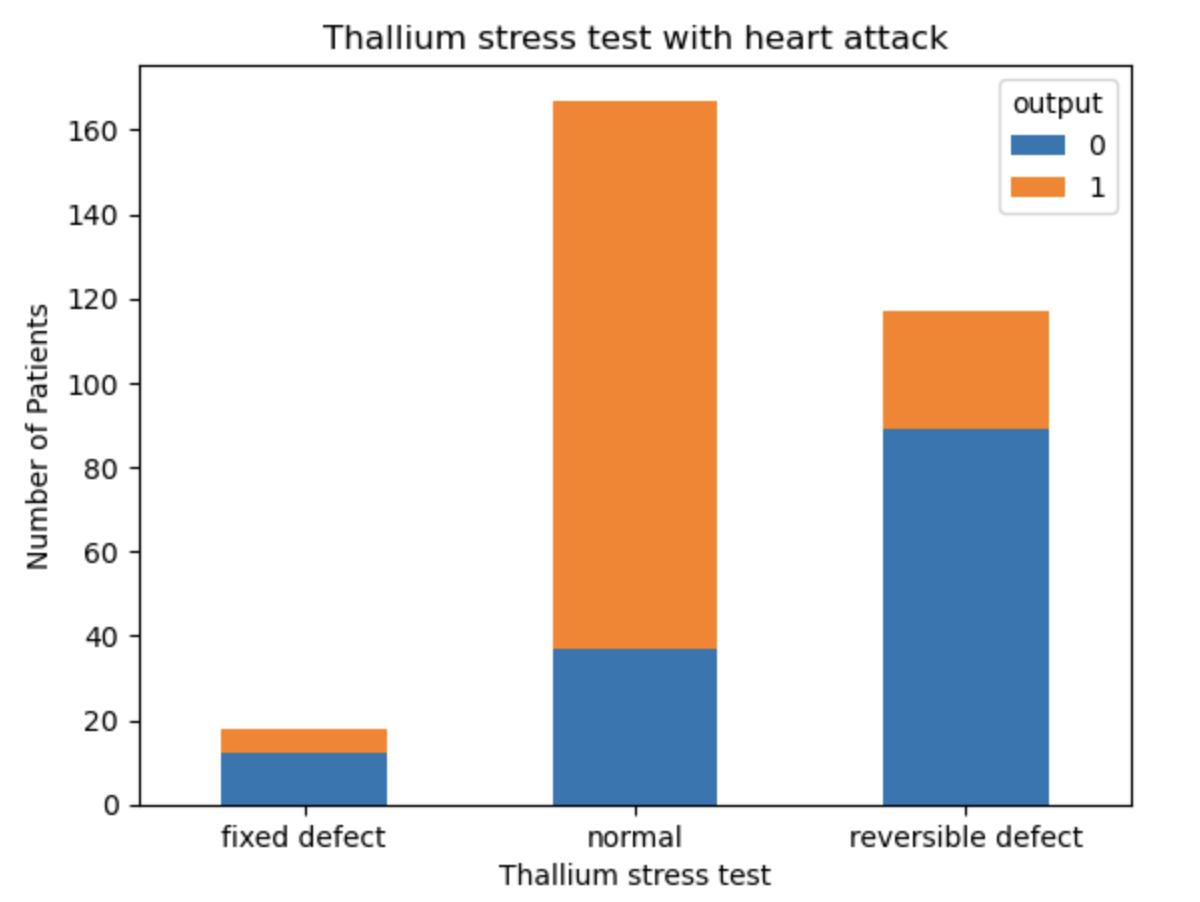 Thallium stress test with heart attack
output
0
1
160
140
120
100
80
60
40
20
0
Number of Patients
fixed defect normal reversible defect
Thallium stress test